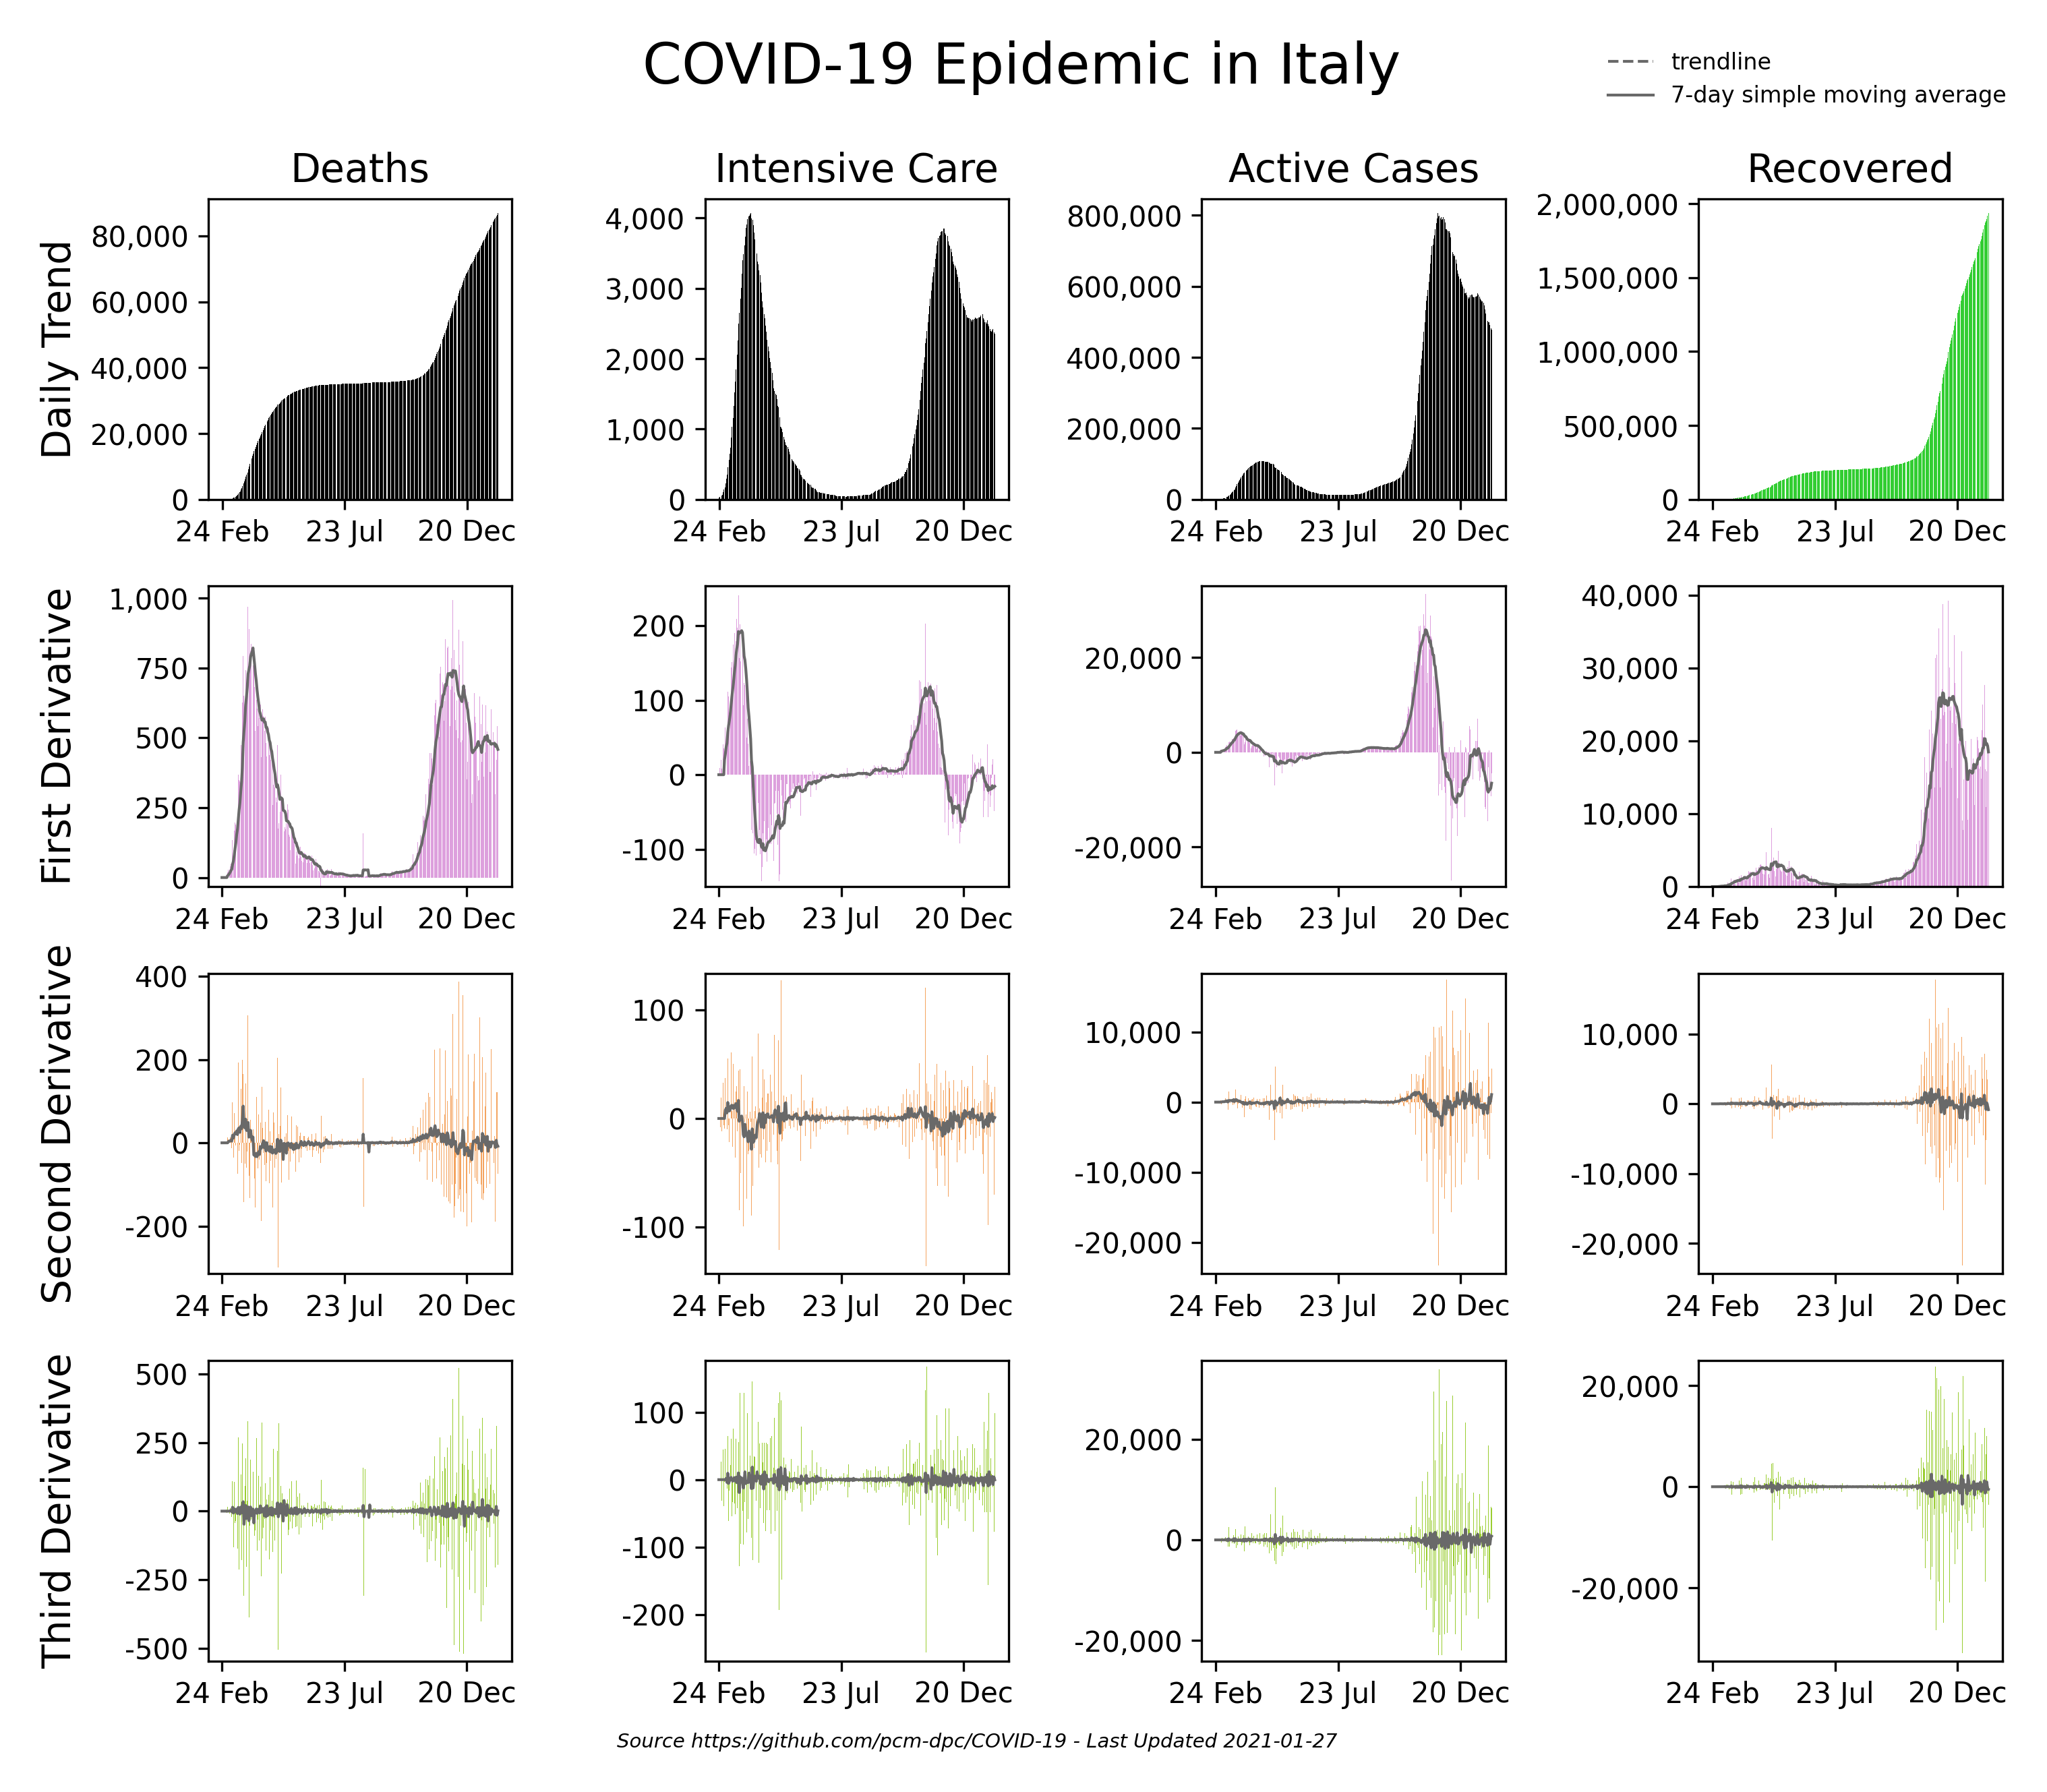 COVID-19 Epidemic in Italy
trendline
7-day simple moving average
Deaths
Intensive Care
Active Cases
Recovered
Daily Trend
80,000
60,000
40,000
20,000
0
24 Feb 23 Jul 20 Dec
4,000
3,000
2,000
1,000
0
24 Feb 23 Jul 20 Dec
800,000
600,000
400,000
200,000
0
24 Feb 23 Jul 20 Dec
2,000,000
1,500,000
1,000,000
500,000
0
24 Feb 23 Jul 20 Dec
First Derivative
1,000
750
500
250
0
24 Feb 23 Jul 20 Dec
200
100
0
-100
24 Feb 23 Jul 20 Dec
20,000
0
-20,000
24 Feb 23 Jul 20 Dec
40,000
30,000
20,000
10,000
0
24 Feb 23 Jul 20 Dec
Second Derivative
400
200
0
-200
24 Feb 23 Jul 20 Dec
100
0
-100
24 Feb 23 Jul 20 Dec
10,000
0
-10,000
-20,000
24 Feb 23 Jul 20 Dec
10,000
0
-10,000
-20,000
24 Feb 23 Jul 20 Dec
Third Derivative
500
250
0
-250
-500
24 Feb 23 Jul 20 Dec
100
0
-100
-200
24 Feb 23 Jul 20 Dec
20,000
0
-20,000
24 Feb 23 Jul 20 Dec
20,000
0
-20,000
24 Feb 23 Jul 20 Dec
Source https://github.com/pcm-dpc/COVID-19 - Last Updated 2021-01-27